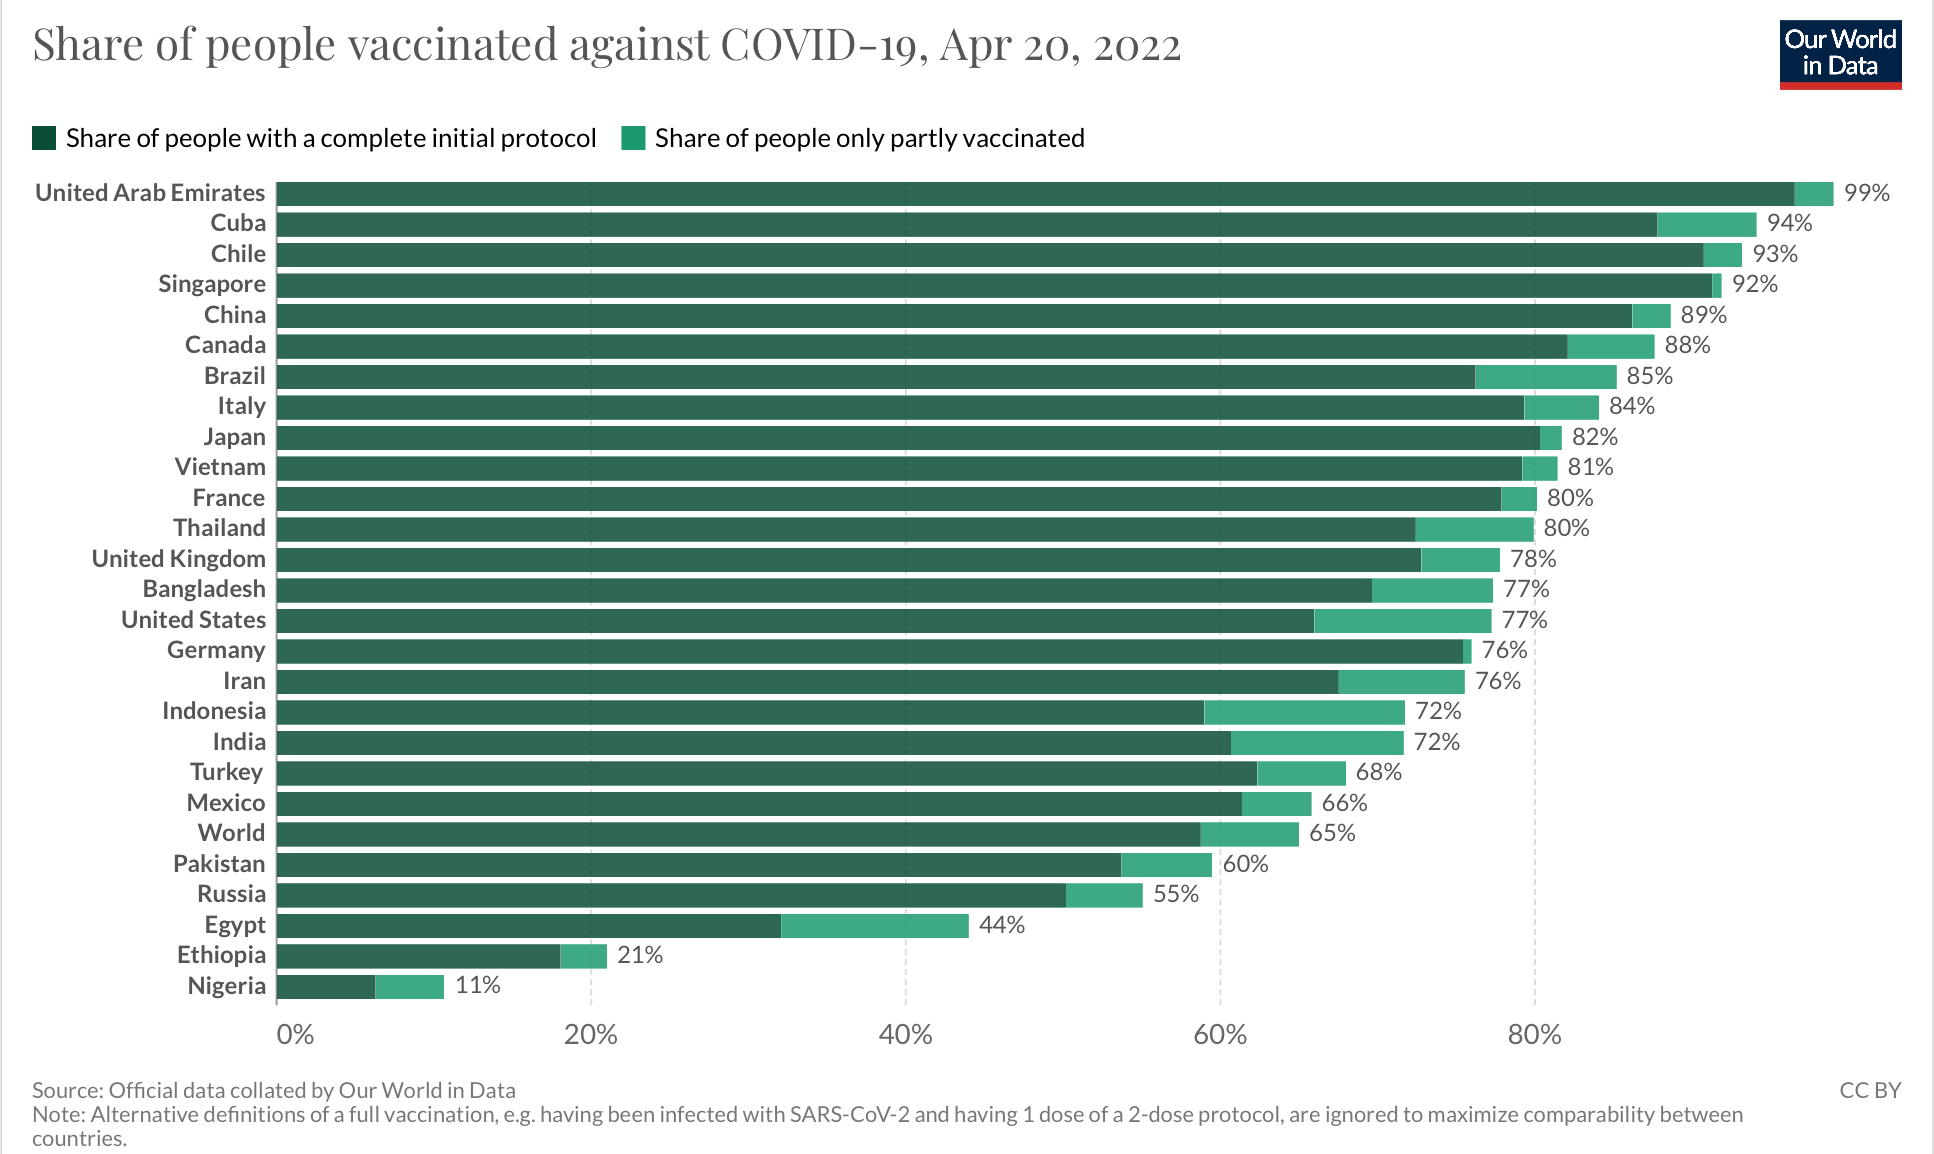 Share of people vaccinated against COVID-19, Apr 20, 2022
Our World
in Data
Share of people with a complete initial protocol
Share of people only partly vaccinated
United Arab Emirates 99%
Cuba 94%
Chile 93%
Singapore 92%
China 89%
Canada 88%
Brazil 85%
Italy 84%
Japan 82%
Vietnam 81%
France 80%
Thailand 80%
United Kingdom 78%
Bangladesh 77%
United States 77%
Germany 76%
Iran 76%
Indonesia 72%
India 72%
Turkey 68%
Mexico 66%
World 65%
Pakistan 60%
Russia 55%
Egypt 44%
Ethiopia 21%
Nigeria 11%
0% 20% 40% 60% 80%
Source: Official data collated by Our World in Data
CC BY
Note: Alternative definitions of a full vaccination, e.g. having been infected with SARS-CoV-2 and having 1 dose of a 2-dose protocol, are ignored to maximize comparability between
countries.